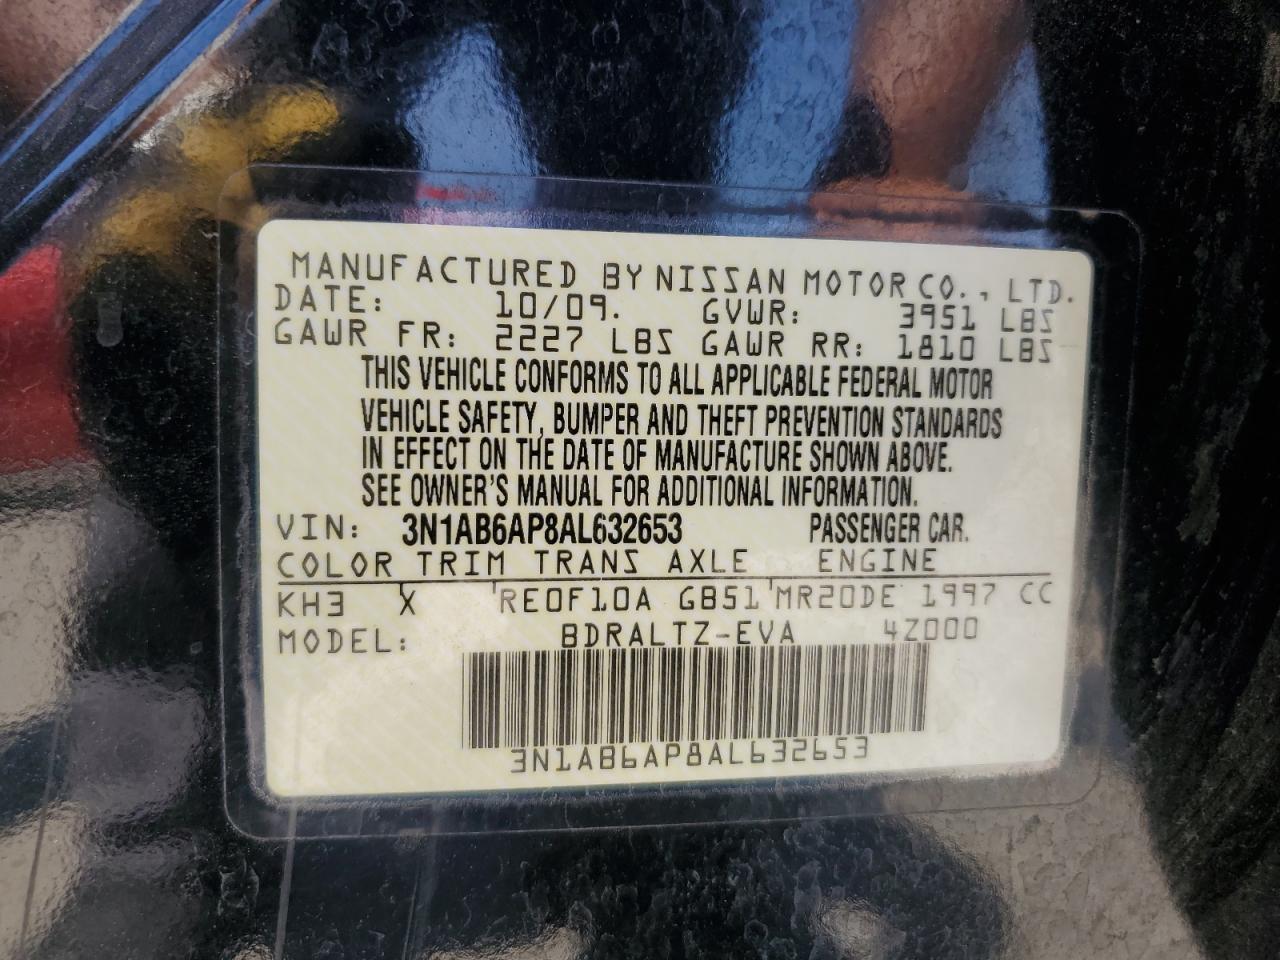 MANUFACTURED BY NISSAN MOTOR CO., LTD.
DATE: 10/09. GVWR: 3951 LBS
GAWR FR: 2227 LBS GAWR RR: 1810 LBS
THIS VEHICLE CONFORMS TO ALL APPLICABLE FEDERAL MOTOR
VEHICLE SAFETY, BUMPER AND THEFT PREVENTION STANDARDS
IN EFFECT ON THE DATE OF MANUFACTURE SHOWN ABOVE.
SEE OWNER'S MANUAL FOR ADDITIONAL INFORMATION.
VIN: 3N1AB6AP8AL632653 PASSENGER CAR.
COLOR TRIM TRANS AXLE ENGINE
KH3 X RE0F10A GB51 MR20DE 1997 CC
MODEL: BDRALTZ-EVA 4Z000
3N1AB6AP8AL632653